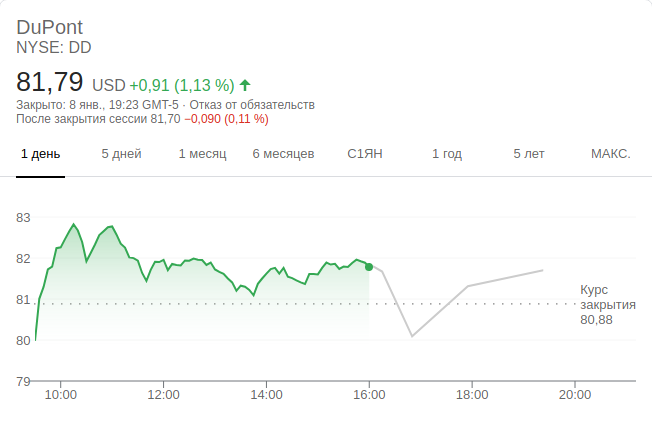 DuPont
NYSE: DD
81,79 USD +0,91 (1,13 %)
Закрыто: 8 янв., 19:23 GMT-5 · Отказ от обязательств
После закрытия сессии 81,70 −0,090 (0,11 %)
1 день 5 дней 1 месяц 6 месяцев С1ЯН 1 год 5 лет МАКС.
83
82
81
80
79
Курс
закрытия
80,88
10:00 12:00 14:00 16:00 18:00 20:00